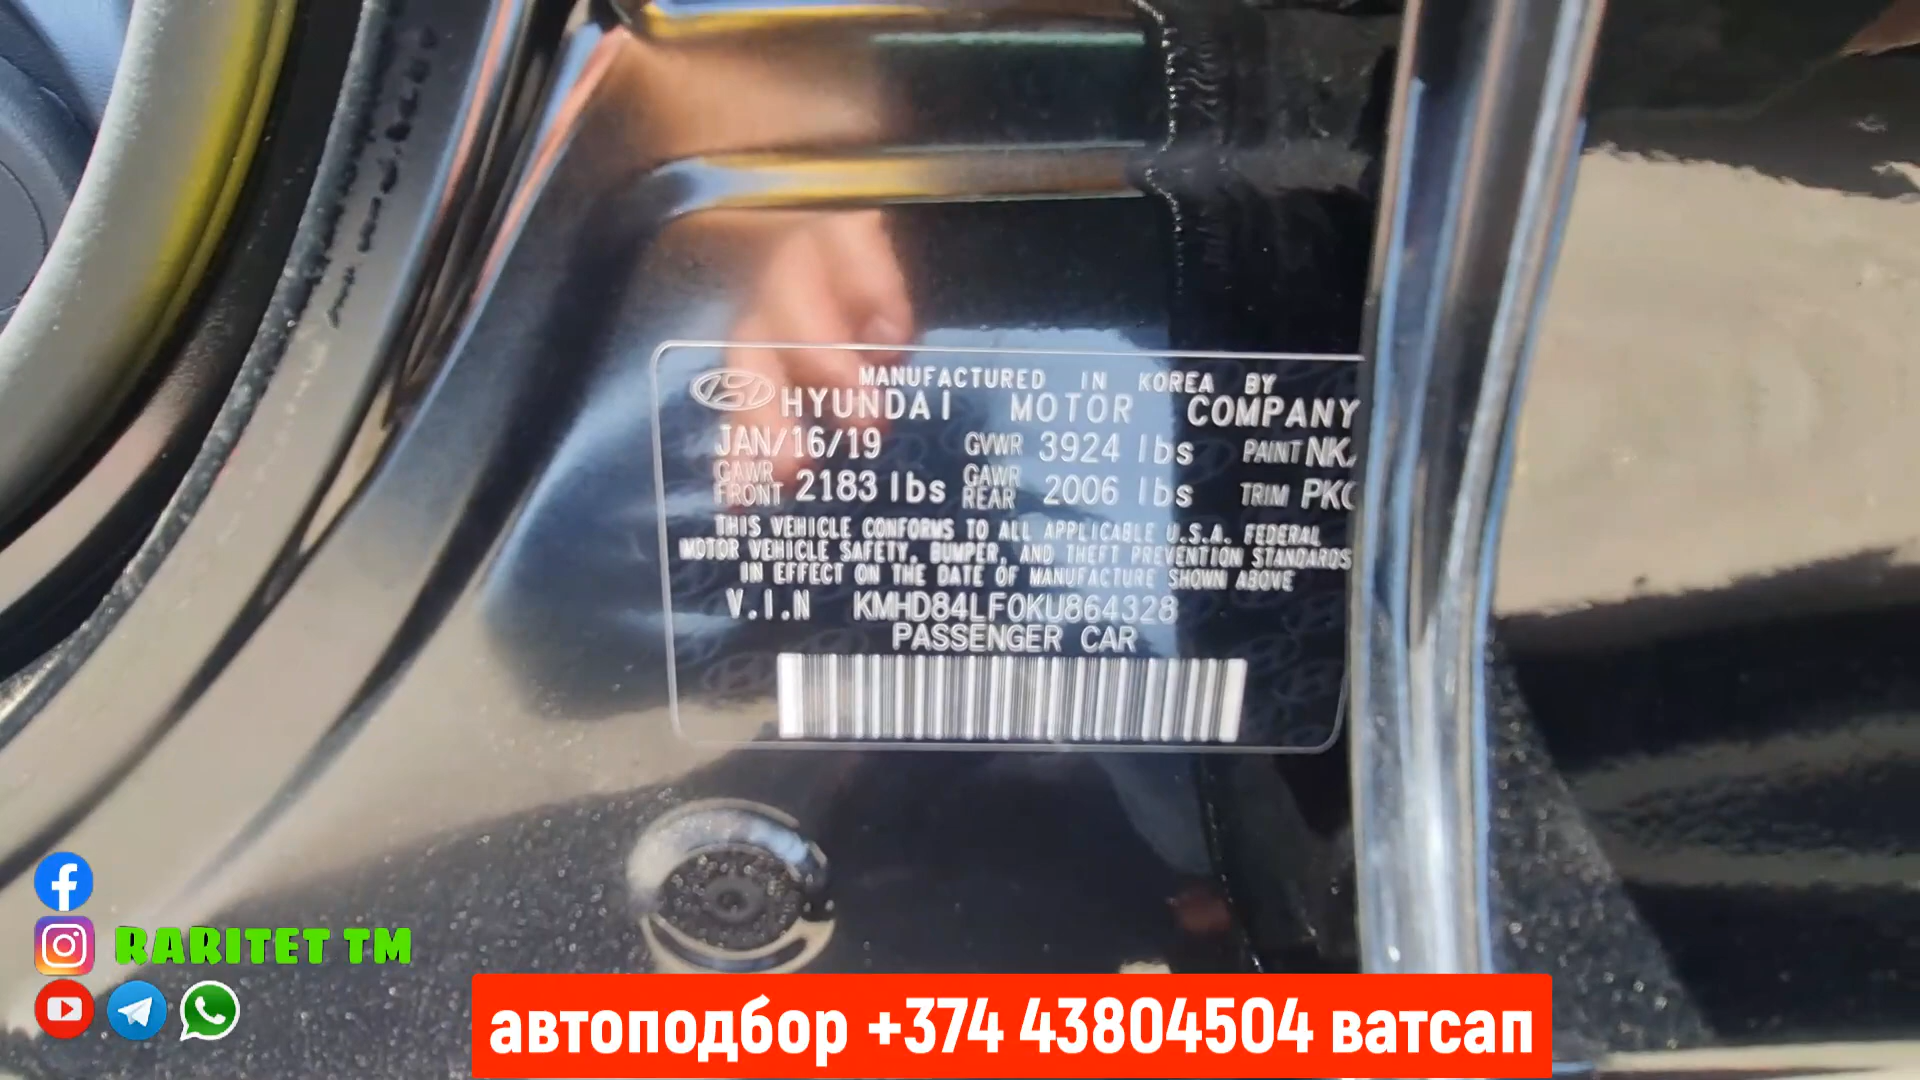 MANUFACTURED IN KOREA BY
HYUNDAI MOTOR COMPANY
JAN/16/19 GVWR 3924 lbs PAINT NK
GAWR FRONT 2183 lbs GAWR REAR 2006 lbs TRIM PK
THIS VEHICLE CONFORMS TO ALL APPLICABLE U.S.A. FEDERAL
MOTOR VEHICLE SAFETY, BUMPER, AND THEFT PREVENTION STANDARDS
IN EFFECT ON THE DATE OF MANUFACTURE SHOWN ABOVE
V.I.N KMHD84LF0KU864328
PASSENGER CAR
RARITET TM
автоподбор +374 43804504 ватсап